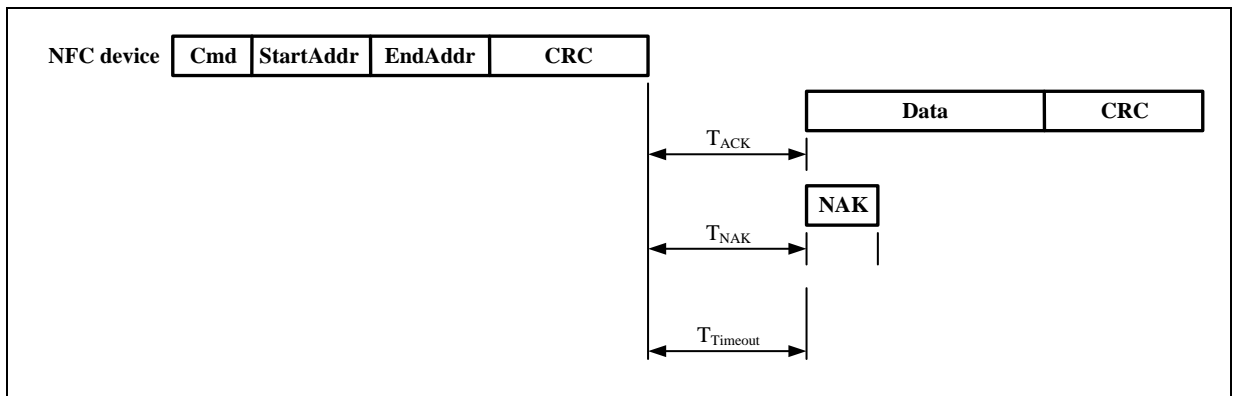 NFC device Cmd StartAddr EndAddr CRC
Data CRC
TACK
NAK
TNAK
TTimeout